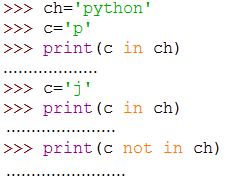 >>> ch='python'
>>> c='p'
>>> print(c in ch)
...................
>>> c='j'
>>> print(c in ch)
......................
>>> print(c not in ch)
........................